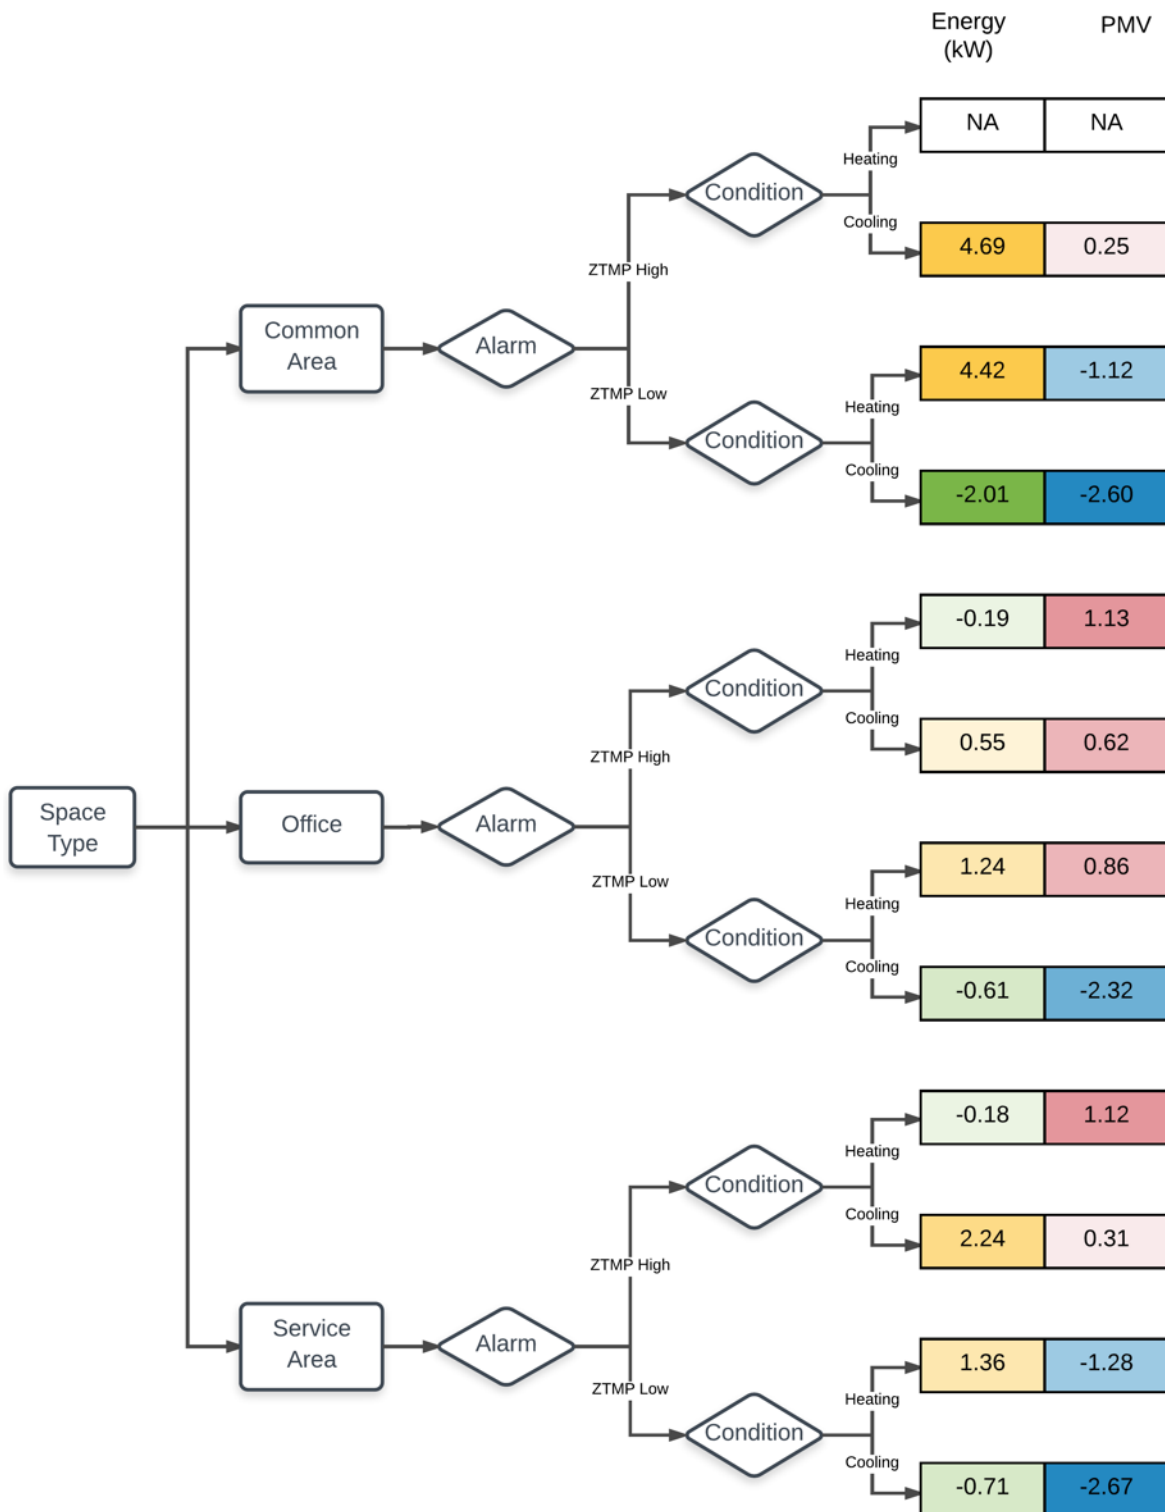 Energy
(kW)
PMV
NA NA
Heating
Condition
Cooling
4.69 0.25
ZTMP High
Common
Area
Alarm
ZTMP Low
4.42 -1.12
Heating
Condition
Cooling
-2.01 -2.60
-0.19 1.13
Heating
Condition
Cooling
0.55 0.62
ZTMP High
Space
Type
Office
Alarm
ZTMP Low
1.24 0.86
Heating
Condition
Cooling
-0.61 -2.32
-0.18 1.12
Heating
Condition
Cooling
2.24 0.31
ZTMP High
Service
Area
Alarm
ZTMP Low
1.36 -1.28
Heating
Condition
Cooling
-0.71 -2.67